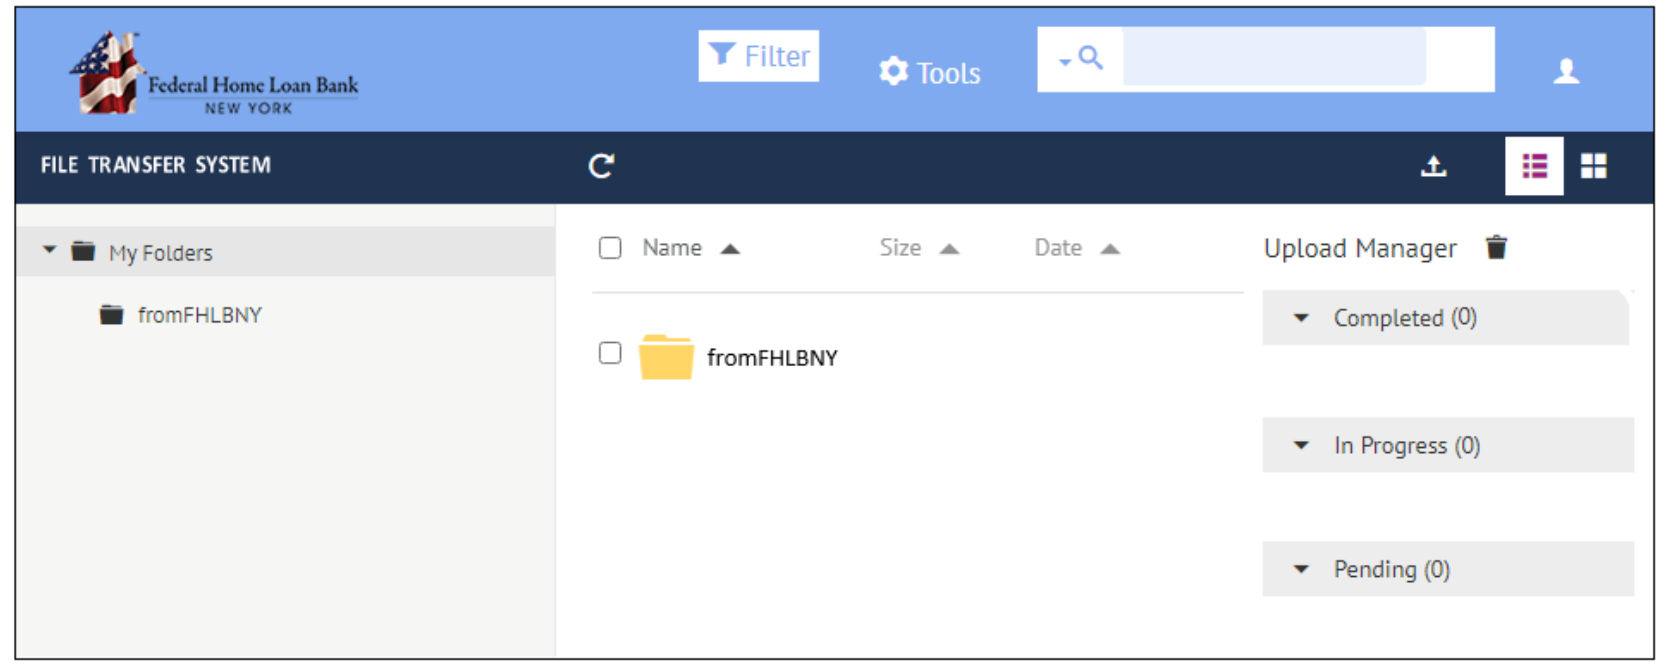 Federal Home Loan Bank
NEW YORK
Filter
Tools
FILE TRANSFER SYSTEM
My Folders
fromFHLBNY
Name
Size
Date
fromFHLBNY
Upload Manager
Completed (0)
In Progress (0)
Pending (0)